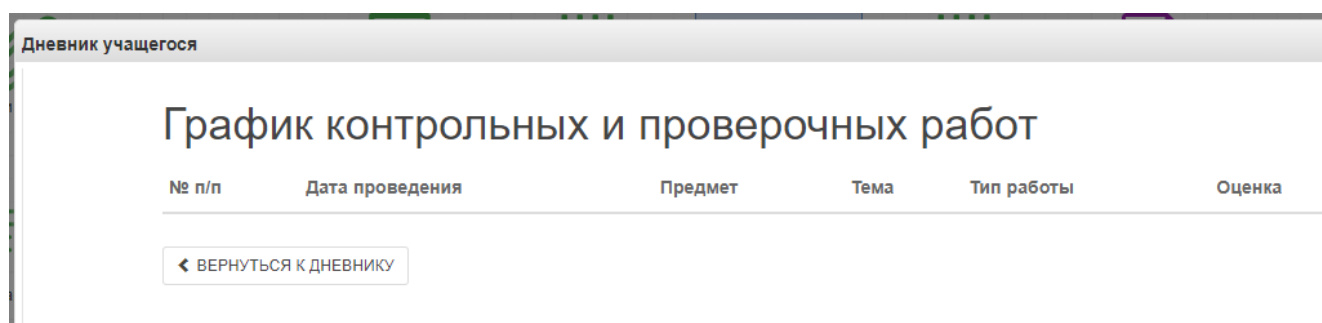 Дневник учащегося
График контрольных и проверочных работ
№ п/п Дата проведения Предмет Тема Тип работы Оценка
ВЕРНУТЬСЯ К ДНЕВНИКУ